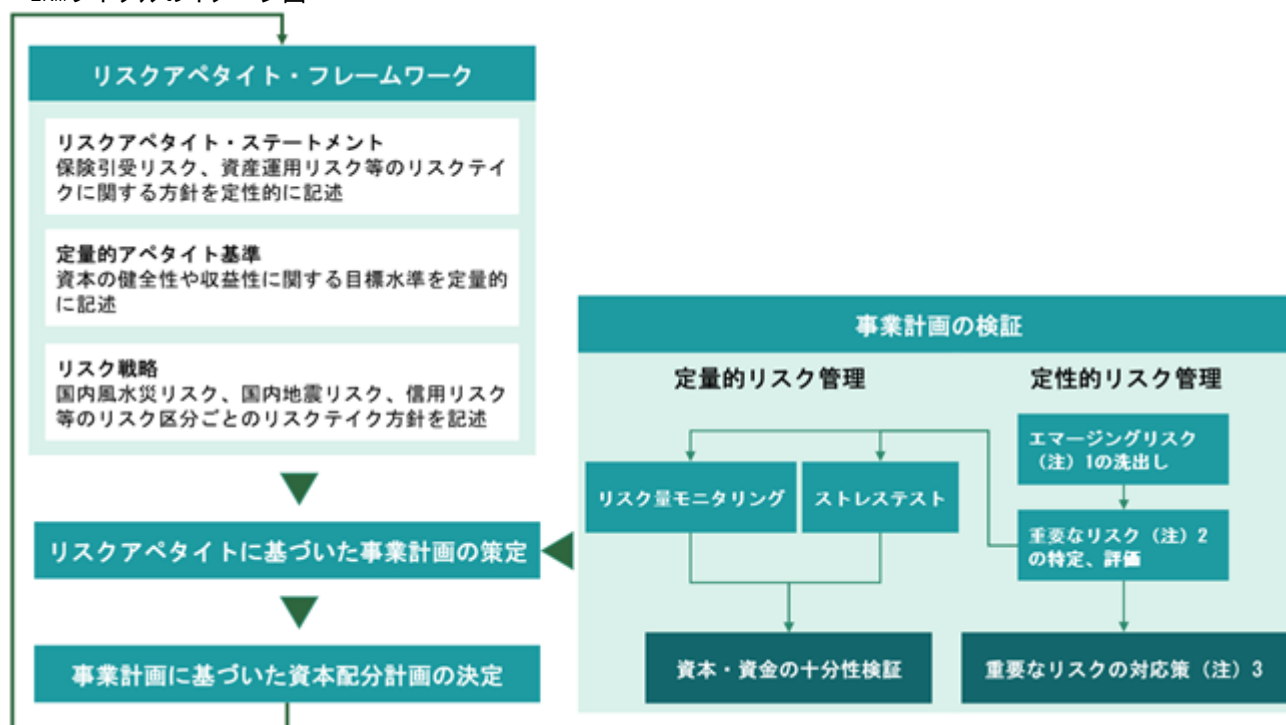 リスクアペタイト・フレームワーク
リスクアペタイト・ステートメント
保険引受リスク、資産運用リスク等のリスクテイ
クに関する方針を定性的に記述
定量的アペタイト基準
資本の健全性や収益性に関する目標水準を定量的
に記述
リスク戦略
国内風水災リスク、国内地震リスク、信用リスク
等のリスク区分ごとのリスクテイク方針を記述
リスクアペタイトに基づいた事業計画の策定
事業計画に基づいた資本配分計画の決定
事業計画の検証
定量的リスク管理
定性的リスク管理
エマージングリスク
（注）1の洗出し
リスク量モニタリング
ストレステスト
重要なリスク（注）2
の特定、評価
資本・資金の十分性検証
重要なリスクの対応策（注）3